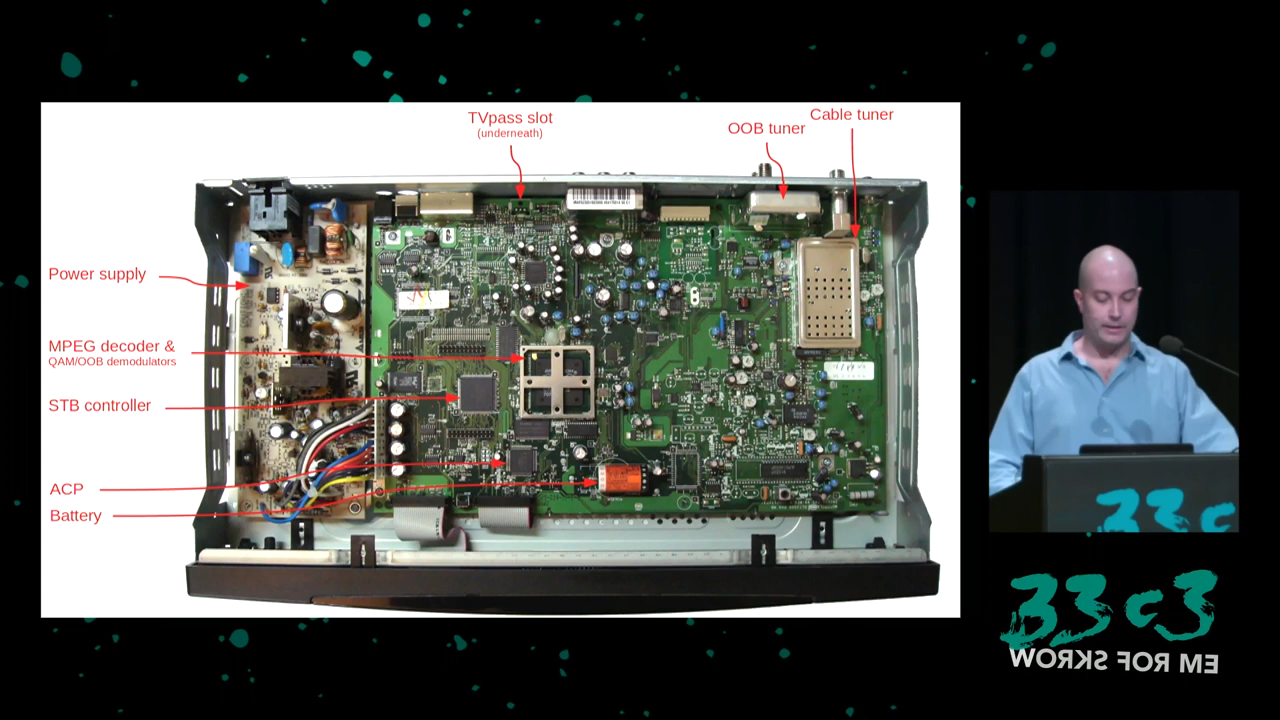 TVpass slot
(underneath)
OOB tuner
Cable tuner
Power supply
MPEG decoder &
QAM/OOB demodulators
STB controller
ACP
Battery
33c3
33c3
WORKS FOR ME